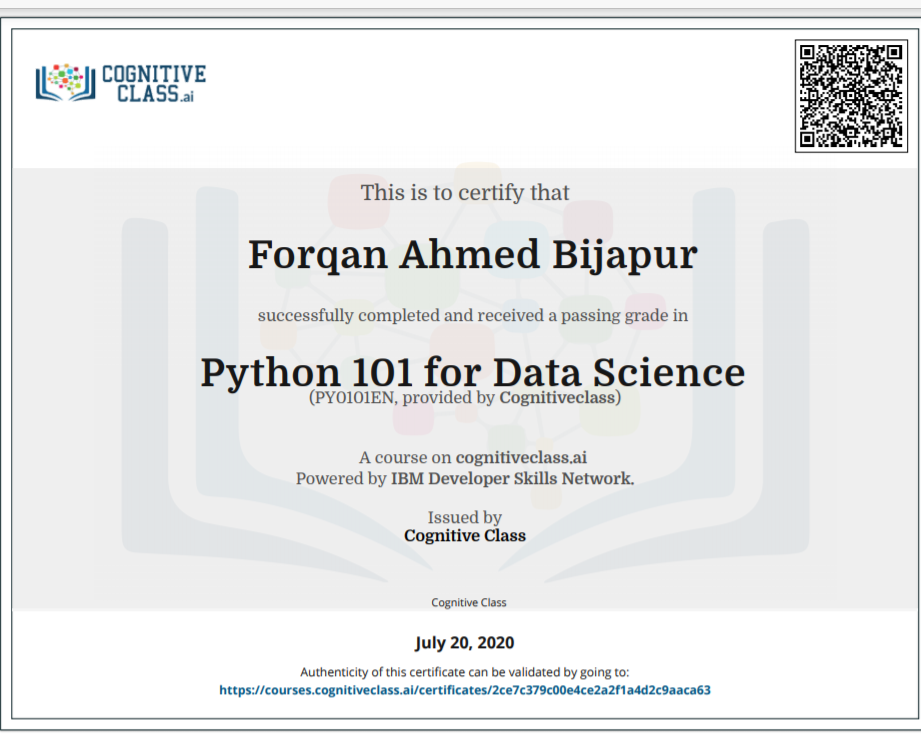 COGNITIVE
CLASS.ai
This is to certify that
Forqan Ahmed Bijapur
successfully completed and received a passing grade in
Python 101 for Data Science
(PY0101EN, provided by Cognitiveclass)
A course on cognitiveclass.ai
Powered by IBM Developer Skills Network.
Issued by
Cognitive Class
Cognitive Class
July 20, 2020
Authenticity of this certificate can be validated by going to:
https://courses.cognitiveclass.ai/certificates/2ce7c379c00e4ce2a2f1a4d2c9aaca63